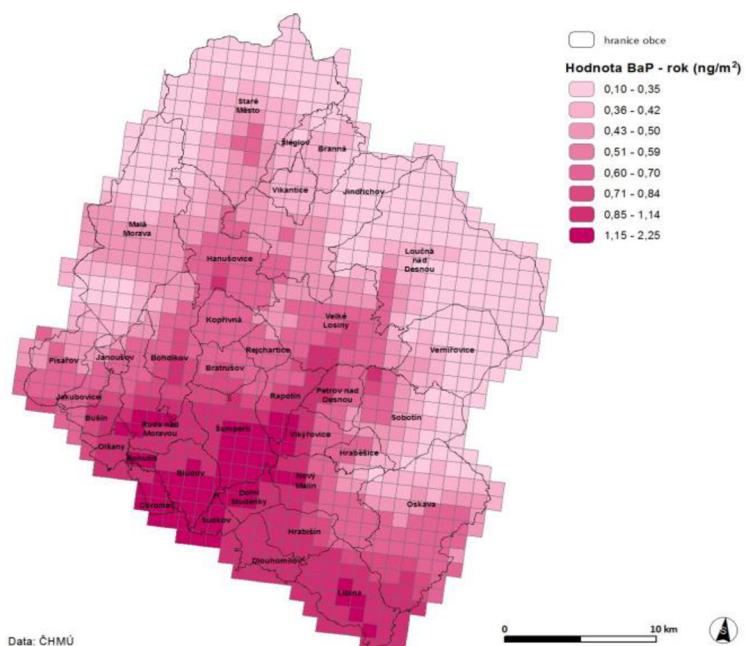 hranice obce
Hodnota BaP - rok (ng/m²)
0,10 - 0,35
0,36 - 0,42
0,43 - 0,50
0,51 - 0,59
0,60 - 0,70
0,71 - 0,84
0,85 - 1,14
1,15 - 2,25
Staré
Město
Šléglov
Branná
Vikantice
Jindřichov
Malá
Morava
Hanušovice
Loučná
nad
Desnou
Kopřivná
Velké
Losiny
Rejchartice
Vernířovice
Písařov
Janoušov
Bohdíkov
Bratrušov
Jakubovice
Rapotín
Petrov nad
Desnou
Sobotín
Bušín
Ruda nad
Moravou
Šumperk
Vikýřovice
Olšany
Bohutín
Hraběšice
Bludov
Nový
Malín
Oskava
Chromeč
Dolní
Studénky
Sudkov
Hrabišín
Dlouhomilov
Libina
0
10 km
S
Data: ČHMÚ